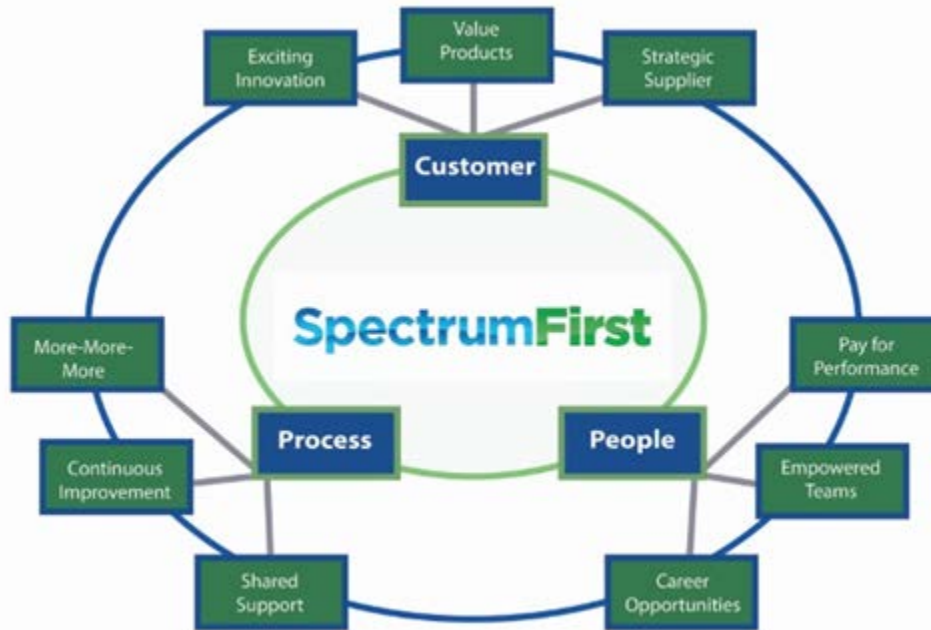 Exciting
Innovation
Value
Products
Strategic
Supplier
Customer
SpectrumFirst
More-More-
More
Pay for
Performance
Process
People
Continuous
Improvement
Empowered
Teams
Shared
Support
Career
Opportunities